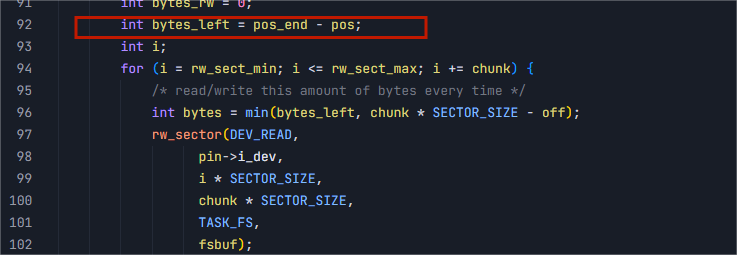 91 int bytes_rw = 0;
92 int bytes_left = pos_end - pos;
93 int i;
94 for (i = rw_sect_min; i <= rw_sect_max; i += chunk) {
95 /* read/write this amount of bytes every time */
96 int bytes = min(bytes_left, chunk * SECTOR_SIZE - off);
97 rw_sector(DEV_READ,
98 pin->i_dev,
99 i * SECTOR_SIZE,
100 chunk * SECTOR_SIZE,
101 TASK_FS,
102 fsbuf);